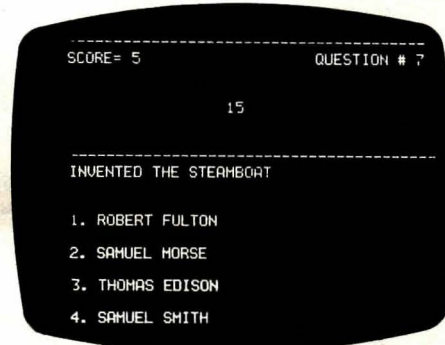 SCORE= 5 QUESTION # 7
15
INVENTED THE STEAMBOAT
1. ROBERT FULTON
2. SAMUEL MORSE
3. THOMAS EDISON
4. SAMUEL SMITH